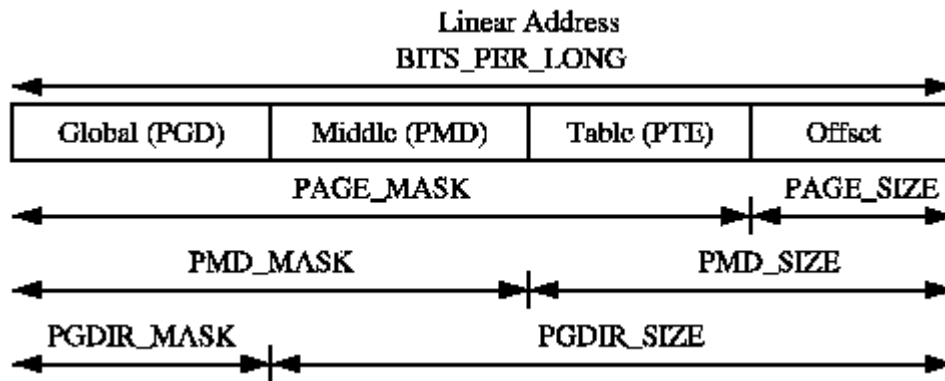 Linear Address
BITS_PER_LONG
Global (PGD) Middle (PMD) Table (PTE) Offset
PAGE_MASK PAGE_SIZE
PMD_MASK PMD_SIZE
PGDIR_MASK PGDIR_SIZE